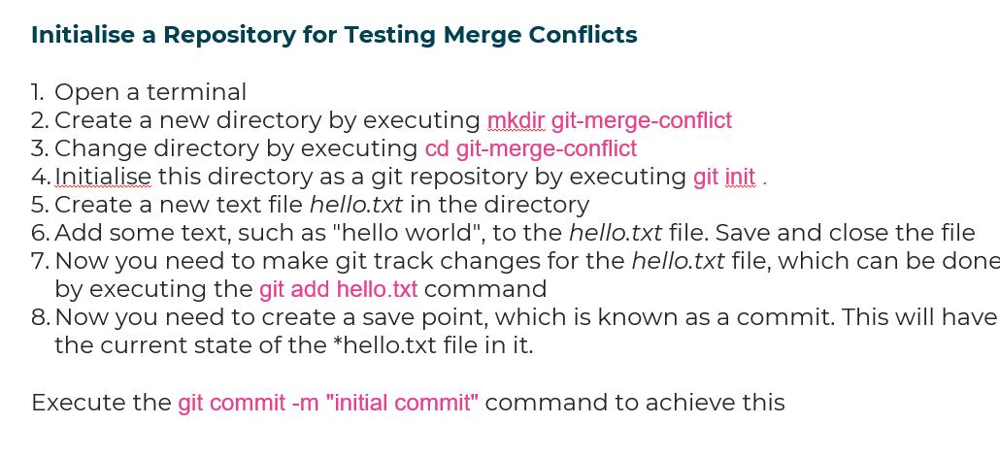 Initialise a Repository for Testing Merge Conflicts
1. Open a terminal
2. Create a new directory by executing mkdir git-merge-conflict
3. Change directory by executing cd git-merge-conflict
4. Initialise this directory as a git repository by executing git init .
5. Create a new text file hello.txt in the directory
6. Add some text, such as "hello world", to the hello.txt file. Save and close the file
7. Now you need to make git track changes for the hello.txt file, which can be done
by executing the git add hello.txt command
8. Now you need to create a save point, which is known as a commit. This will have
the current state of the *hello.txt file in it.
Execute the git commit -m "initial commit" command to achieve this